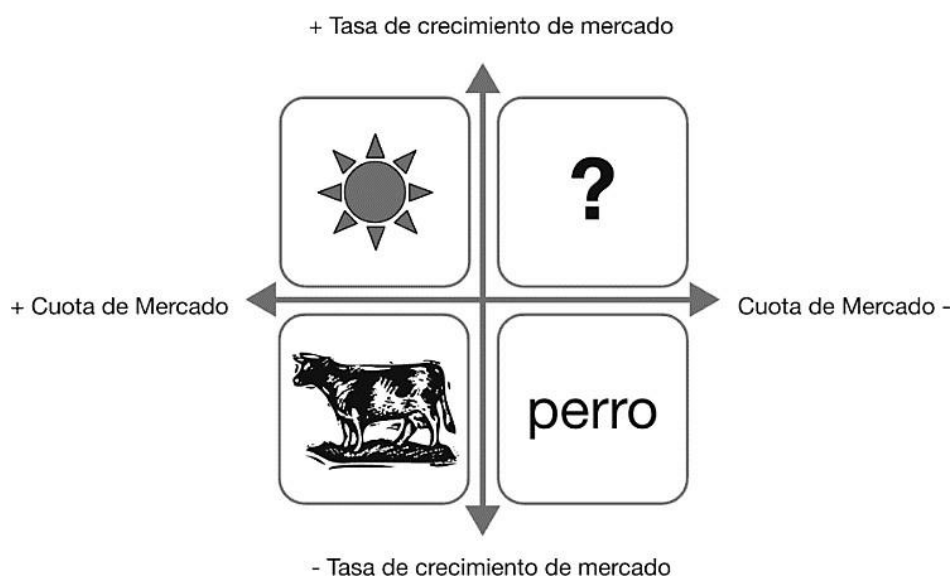 + Tasa de crecimiento de mercado
?
+ Cuota de Mercado
Cuota de Mercado -
perro
- Tasa de crecimiento de mercado